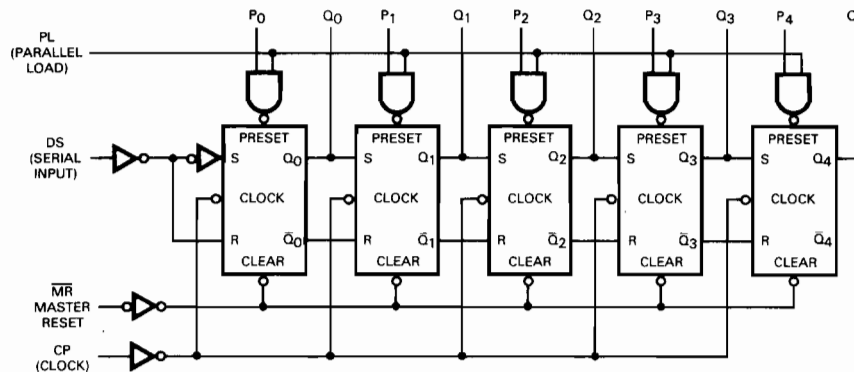 P0 Q0 P1 Q1 P2 Q2 P3 Q3 P4
PL
(PARALLEL
LOAD)
PRESET PRESET PRESET PRESET PRESET
DS
(SERIAL
INPUT)
S Q0 S Q1 S Q2 S Q3 S Q4
CLOCK CLOCK CLOCK CLOCK CLOCK
R Q̅0 R Q̅1 R Q̅2 R Q̅3 R Q̅4
CLEAR CLEAR CLEAR CLEAR CLEAR
M̅R̅
MASTER
RESET
CP
(CLOCK)